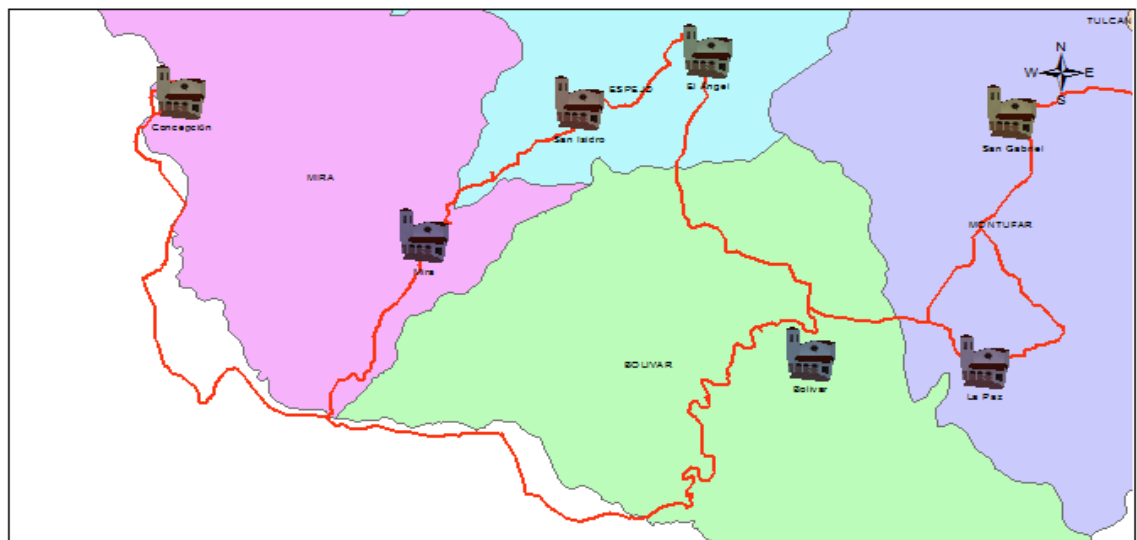 TULCAN
N
W E
S
El Angel
ESPEJO
San Isidro
Concepción
San Gabriel
MIRA
MONTUFAR
Mira
BOLIVAR
Bolivar
La Paz